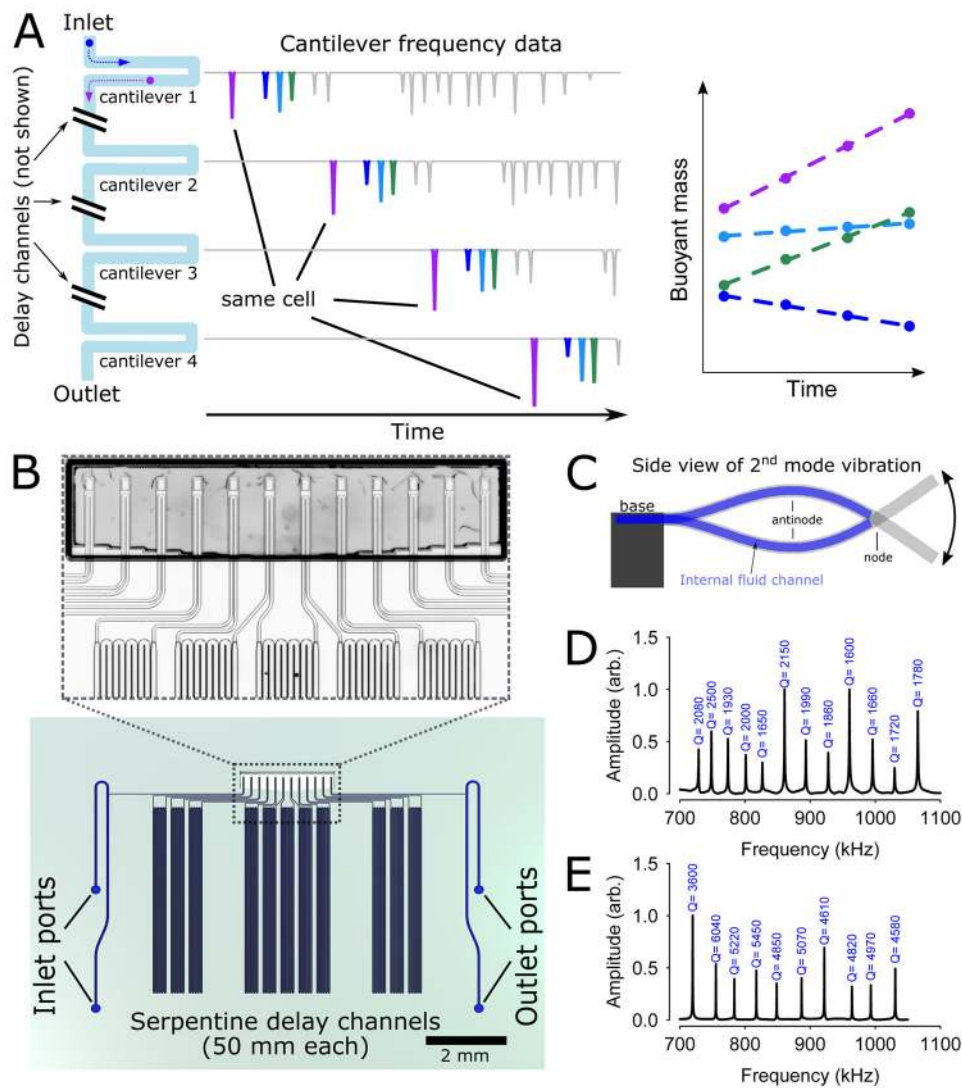 A
Inlet
Cantilever frequency data
Delay channels (not shown)
cantilever 1
cantilever 2
cantilever 3
cantilever 4
same cell
Outlet
Time
Buoyant mass
Time
B
Inlet ports
Outlet ports
Serpentine delay channels
(50 mm each)
2 mm
C
Side view of 2nd mode vibration
base
antinode
node
Internal fluid channel
D
Amplitude (arb.)
1.5
1.0
0.5
0.0
Q= 2080
Q= 2500
Q= 1930
Q= 2000
Q= 1650
Q= 2150
Q= 1990
Q= 1860
Q= 1600
Q= 1660
Q= 1720
Q= 1780
700 800 900 1000 1100
Frequency (kHz)
E
Amplitude (arb.)
1.5
1.0
0.5
0.0
Q= 3600
Q= 6040
Q= 5220
Q= 5450
Q= 4850
Q= 5070
Q= 4610
Q= 4820
Q= 4970
Q= 4580
700 800 900 1000 1100
Frequency (kHz)